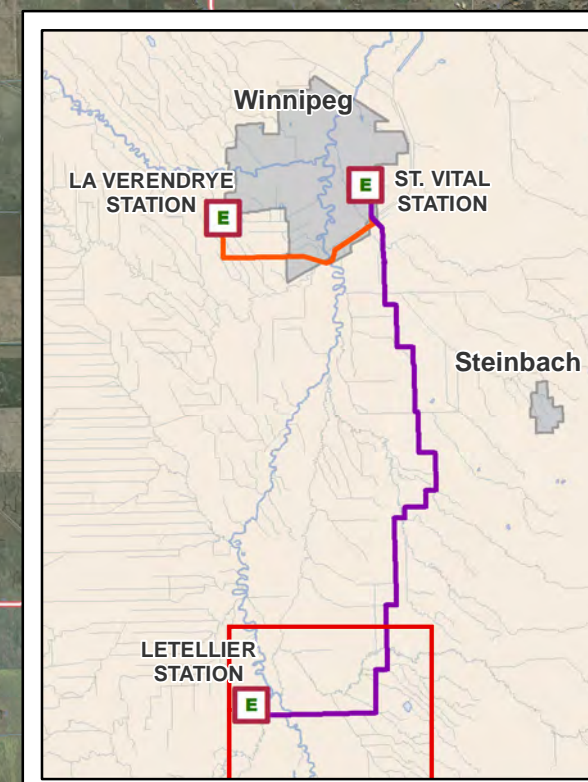 Winnipeg
LA VERENDRYE
STATION
E
E
ST. VITAL
STATION
Steinbach
LETELLIER
STATION
E